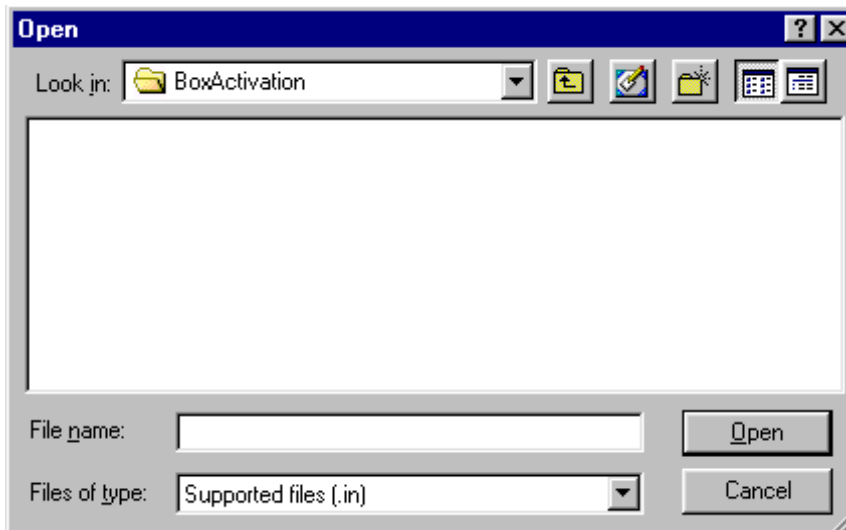 Open
Look in: BoxActivation
File name: Open
Files of type: Supported files (.in) Cancel